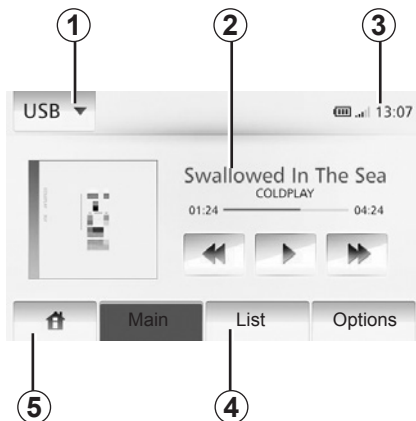 1 2 3
USB 13:07
Swallowed In The Sea
COLDPLAY
01:24 04:24
Main List Options
5 4